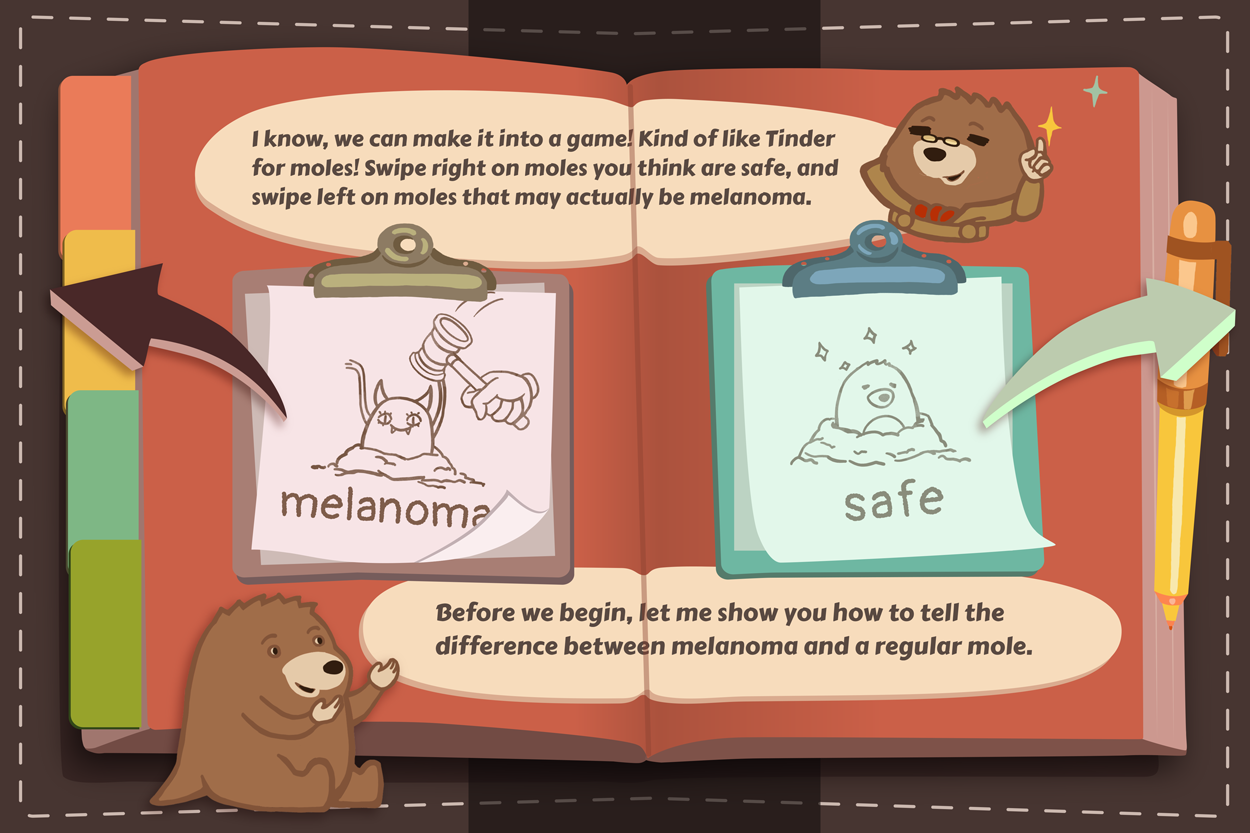 I know, we can make it into a game! Kind of like Tinder
for moles! Swipe right on moles you think are safe, and
swipe left on moles that may actually be melanoma.
melanoma
safe
Before we begin, let me show you how to tell the
difference between melanoma and a regular mole.